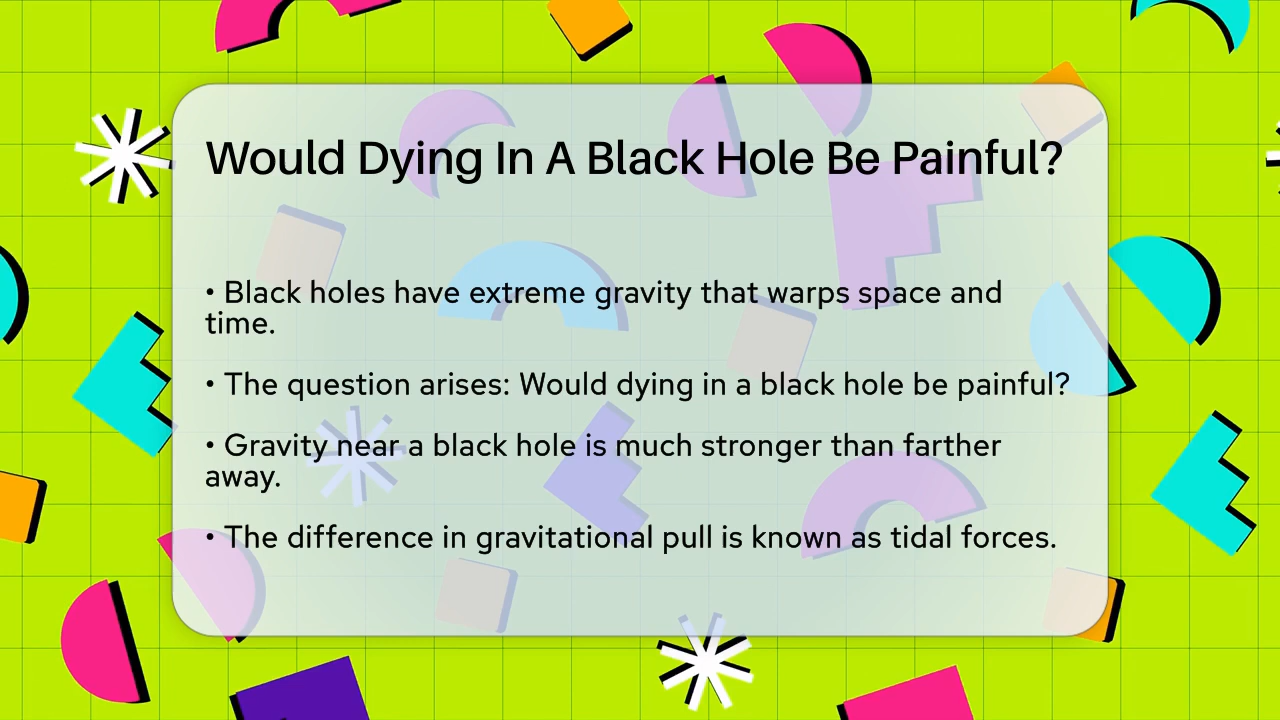 Would Dying In A Black Hole Be Painful?
• Black holes have extreme gravity that warps space and
time.
• The question arises: Would dying in a black hole be painful?
• Gravity near a black hole is much stronger than farther
away.
• The difference in gravitational pull is known as tidal forces.